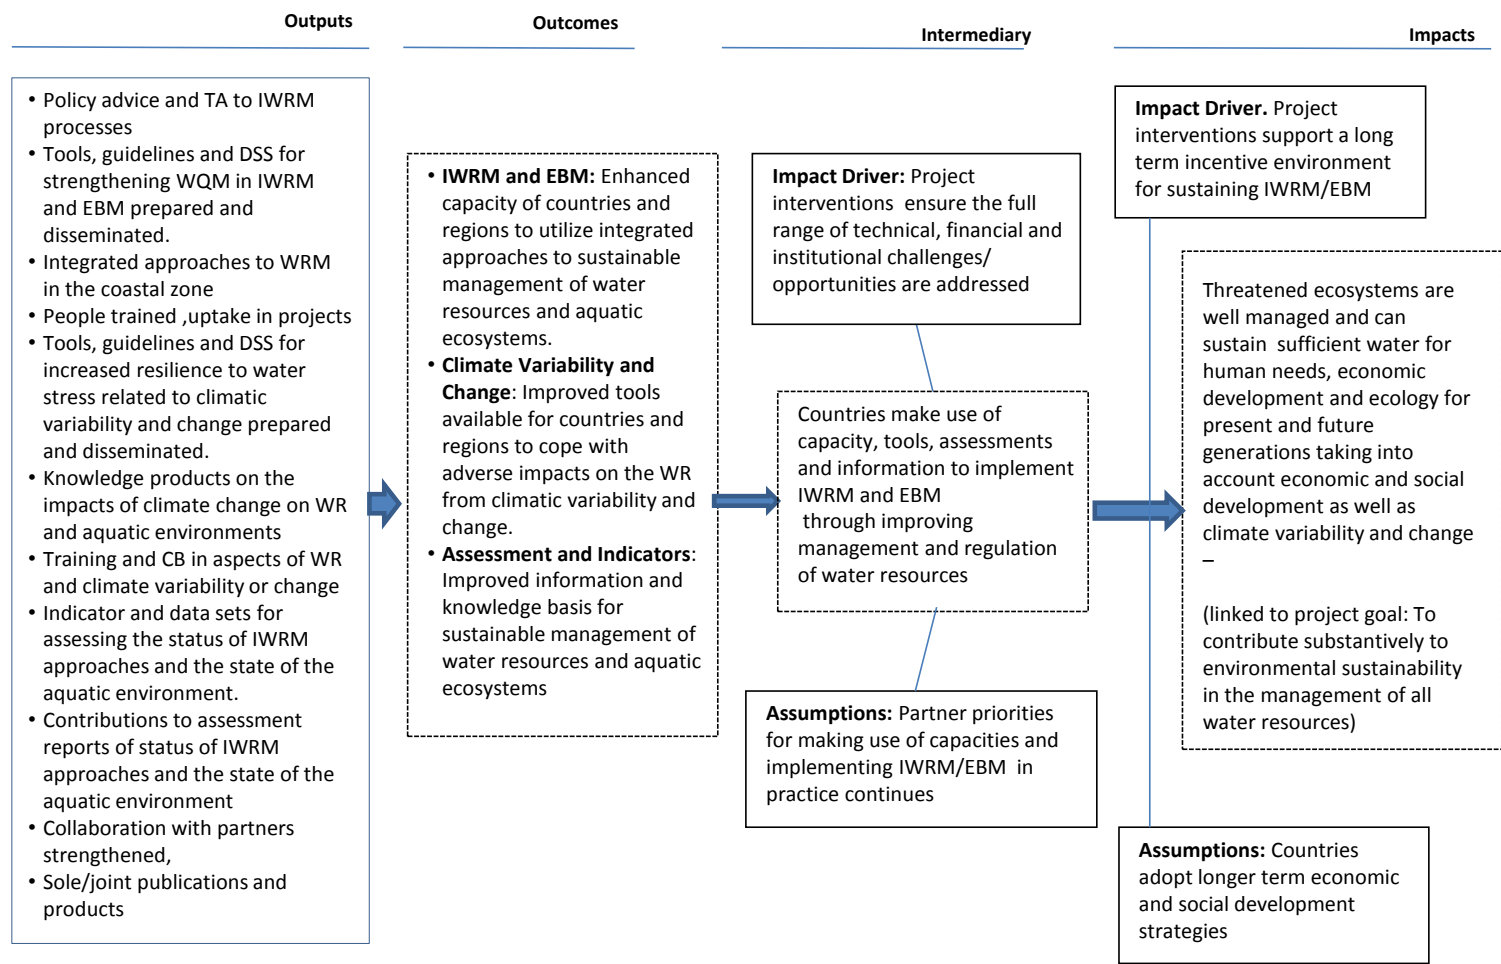 Outputs
Outcomes
Intermediary
Impacts
• Policy advice and TA to IWRM
processes
• Tools, guidelines and DSS for
strengthening WQM in IWRM
and EBM prepared and
disseminated.
• Integrated approaches to WRM
in the coastal zone
• People trained ,uptake in projects
• Tools, guidelines and DSS for
increased resilience to water
stress related to climatic
variability and change prepared
and disseminated.
• Knowledge products on the
impacts of climate change on WR
and aquatic environments
• Training and CB in aspects of WR
and climate variability or change
• Indicator and data sets for
assessing the status of IWRM
approaches and the state of the
aquatic environment.
• Contributions to assessment
reports of status of IWRM
approaches and the state of the
aquatic environment
• Collaboration with partners
strengthened,
• Sole/joint publications and
products
• IWRM and EBM: Enhanced
capacity of countries and
regions to utilize integrated
approaches to sustainable
management of water
resources and aquatic
ecosystems.
• Climate Variability and
Change: Improved tools
available for countries and
regions to cope with
adverse impacts on the WR
from climatic variability and
change.
• Assessment and Indicators:
Improved information and
knowledge basis for
sustainable management of
water resources and aquatic
ecosystems
Impact Driver: Project
interventions ensure the full
range of technical, financial and
institutional challenges/
opportunities are addressed
Countries make use of
capacity, tools, assessments
and information to implement
IWRM and EBM
through improving
management and regulation
of water resources
Assumptions: Partner priorities
for making use of capacities and
implementing IWRM/EBM in
practice continues
Impact Driver. Project
interventions support a long
term incentive environment
for sustaining IWRM/EBM
Threatened ecosystems are
well managed and can
sustain sufficient water for
human needs, economic
development and ecology for
present and future
generations taking into
account economic and social
development as well as
climate variability and change
–
(linked to project goal: To
contribute substantively to
environmental sustainability
in the management of all
water resources)
Assumptions: Countries
adopt longer term economic
and social development
strategies